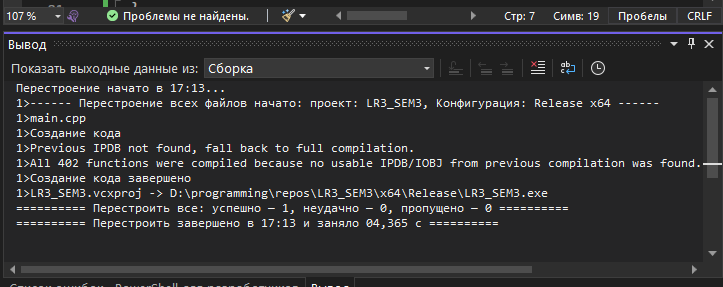 107 %
Проблемы не найдены.
Стр: 7
Симв: 19
Пробелы
CRLF
Вывод
Показать выходные данные из: Сборка
Перестроение начато в 17:13...
1>------ Перестроение всех файлов начато: проект: LR3_SEM3, Конфигурация: Release x64 ------
1>main.cpp
1>Создание кода
1>Previous IPDB not found, fall back to full compilation.
1>All 402 functions were compiled because no usable IPDB/IOBJ from previous compilation was found.
1>Создание кода завершено
1>LR3_SEM3.vcxproj -> D:\programming\repos\LR3_SEM3\x64\Release\LR3_SEM3.exe
========== Перестроить все: успешно — 1, неудачно — 0, пропущено — 0 ==========
========== Перестроить завершено в 17:13 и заняло 04,365 с ==========